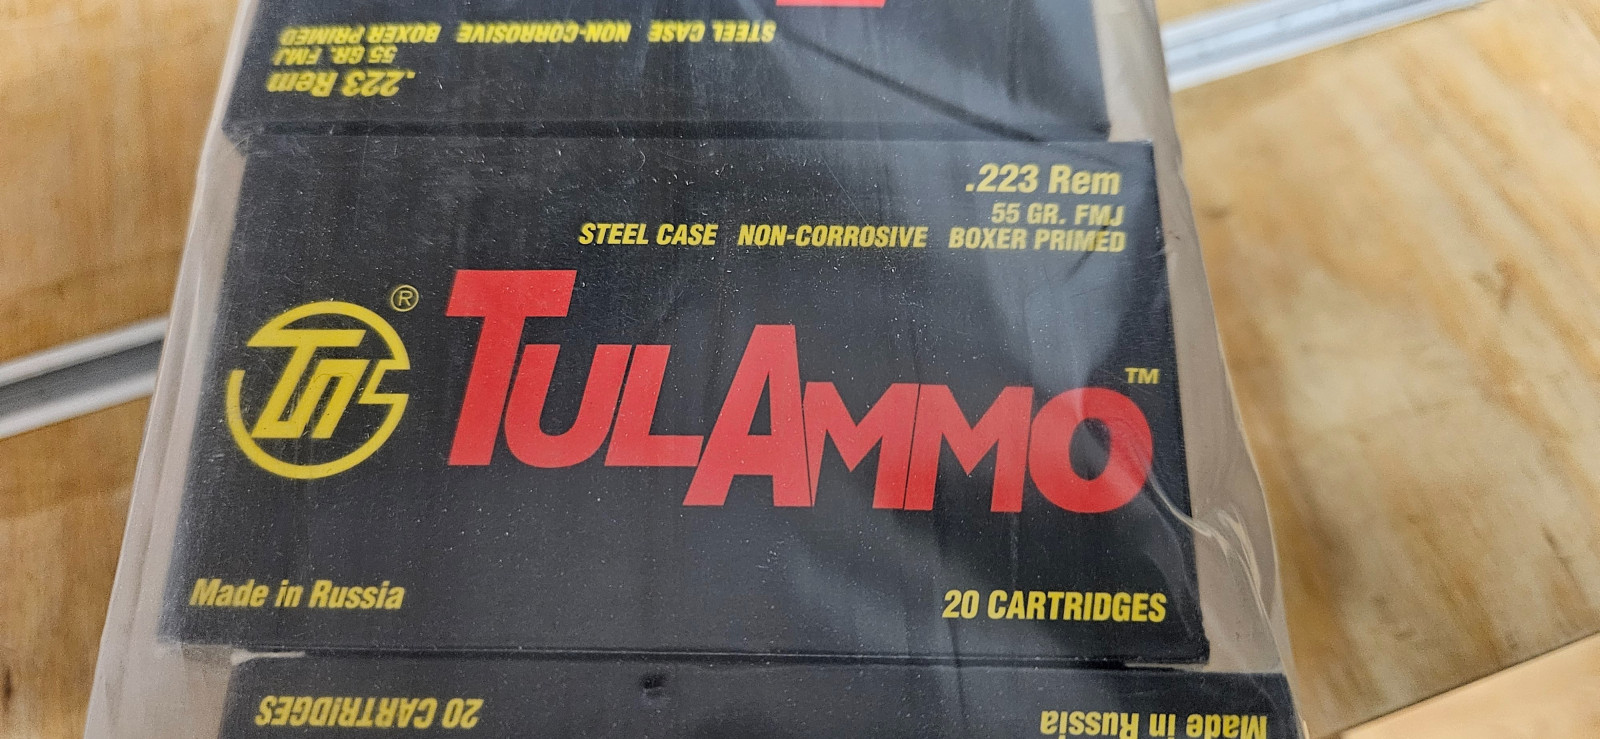 STEEL CASE NON-CORROSIVE BOXER PRIMED
55 GR. FMJ
.223 Rem
.223 Rem
55 GR. FMJ
STEEL CASE NON-CORROSIVE BOXER PRIMED
®
TULAMMO™
Made in Russia
20 CARTRIDGES
20 CARTRIDGES
Made in Russia